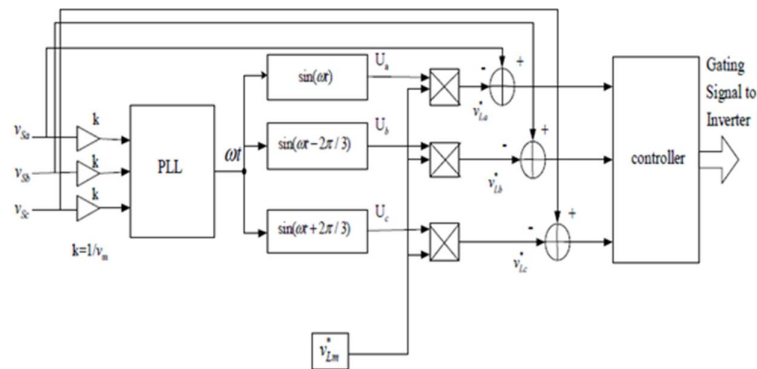 U_a
sin(ωt)
k
v_Sa
v*_La
- +
Gating
Signal to
Inverter
PLL
ωt
U_b
sin(ωt−2π/3)
k
v_Sb
v*_Lb
- +
controller
U_c
sin(ωt+2π/3)
k
v_Sc
v*_Lc
- +
k=1/v_m
v*_Lm